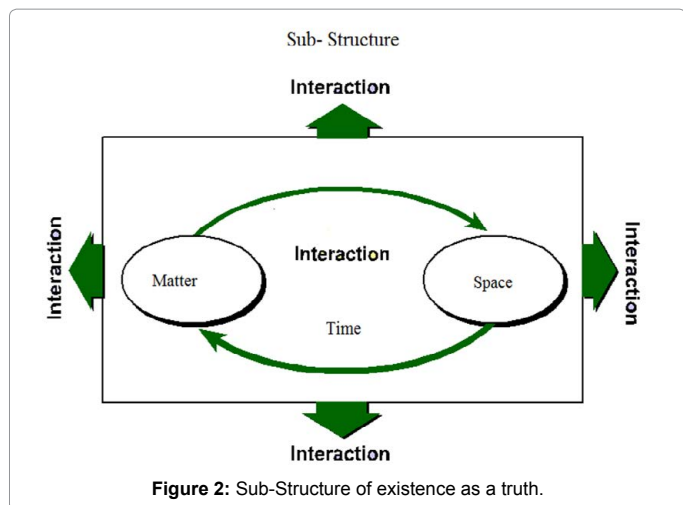 Sub- Structure
Interaction
Interaction
Interaction
Interaction
Matter
Space
Time
Interaction
Figure 2: Sub-Structure of existence as a truth.